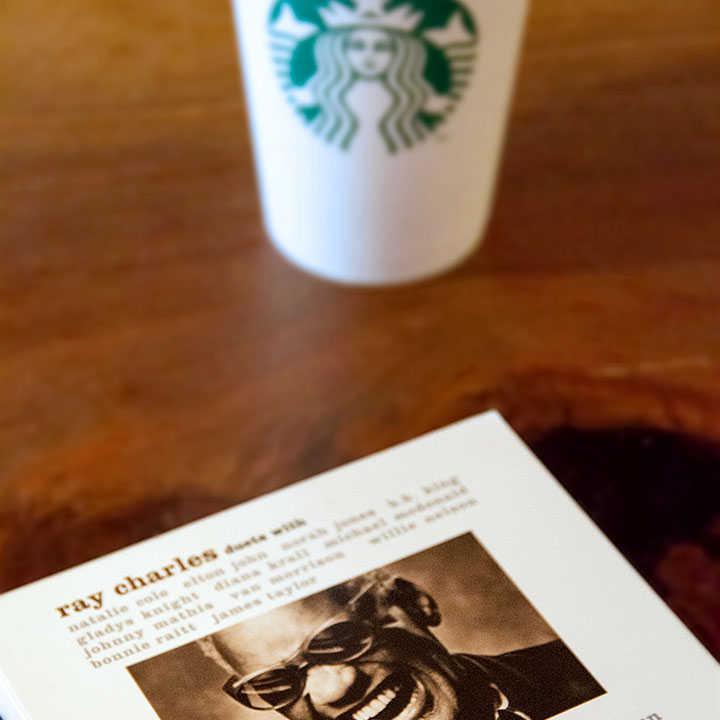 ray charles duets with
natalie cole elton john norah jones b.b. king
gladys knight diana krall michael mcdonald
johnny mathis van morrison willie nelson
bonnie raitt james taylor